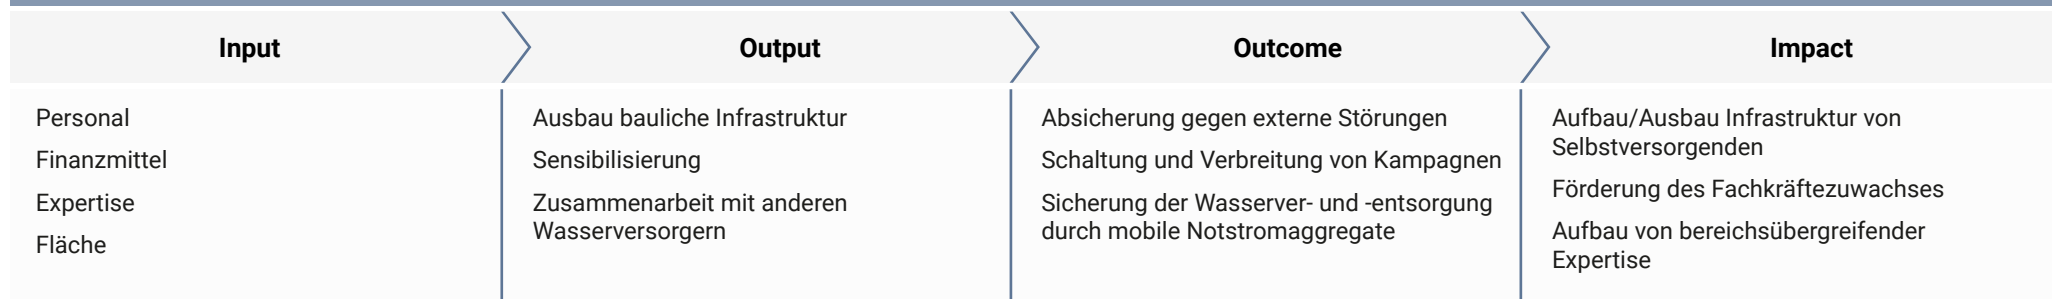 Input
Output
Outcome
Impact
Personal
Finanzmittel
Expertise
Fläche
Ausbau bauliche Infrastruktur
Sensibilisierung
Zusammenarbeit mit anderen
Wasserversorgern
Absicherung gegen externe Störungen
Schaltung und Verbreitung von Kampagnen
Sicherung der Wasserver- und -entsorgung
durch mobile Notstromaggregate
Aufbau/Ausbau Infrastruktur von
Selbstversorgenden
Förderung des Fachkräftezuwachses
Aufbau von bereichsübergreifender
Expertise